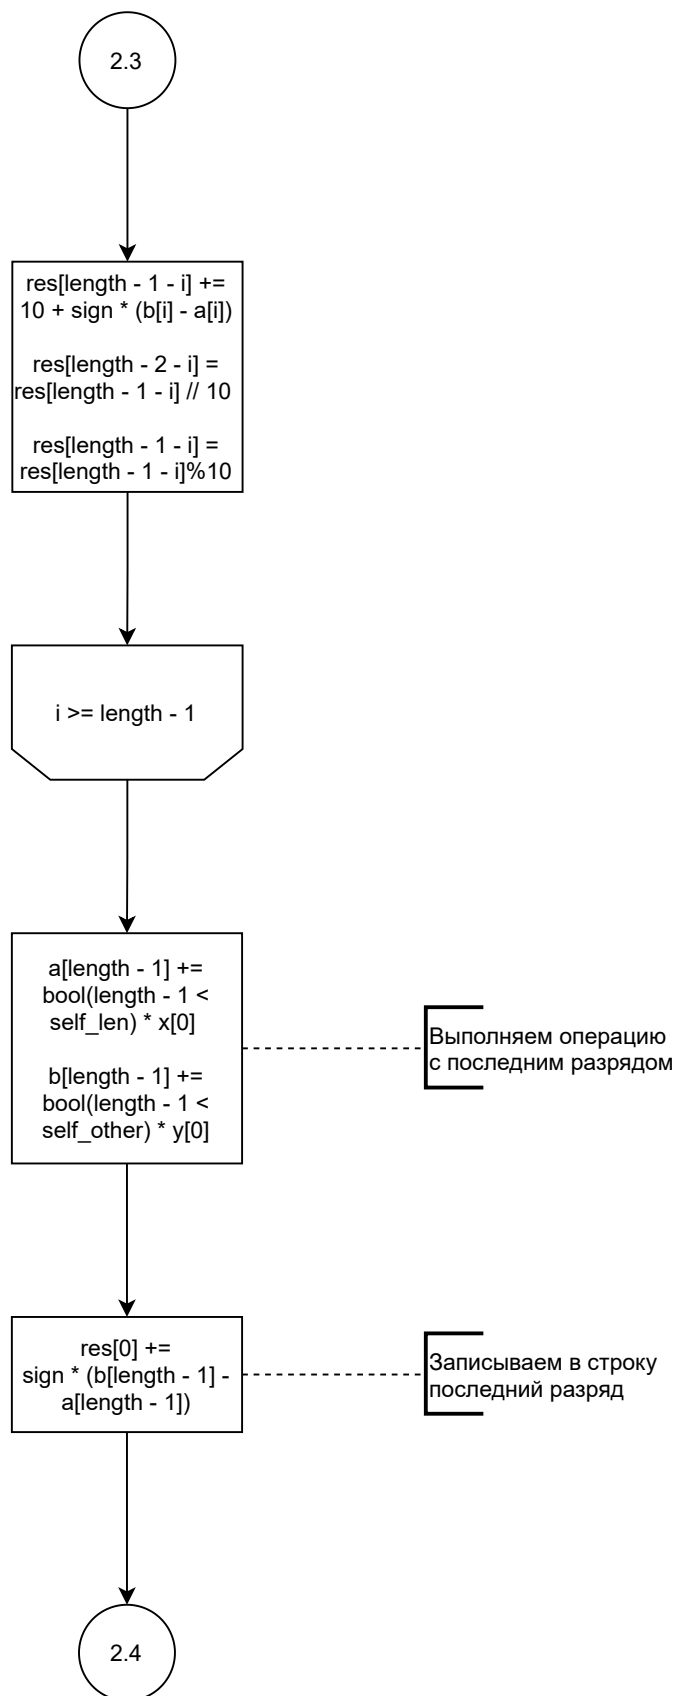 2.3
res[length - 1 - i] +=
10 + sign * (b[i] - a[i])
res[length - 2 - i] =
res[length - 1 - i] // 10
res[length - 1 - i] =
res[length - 1 - i]%10
i >= length - 1
a[length - 1] +=
bool(length - 1 <
self_len) * x[0]
b[length - 1] +=
bool(length - 1 <
self_other) * y[0]
Выполняем операцию
с последним разрядом
res[0] +=
sign * (b[length - 1] -
a[length - 1])
Записываем в строку
последний разряд
2.4